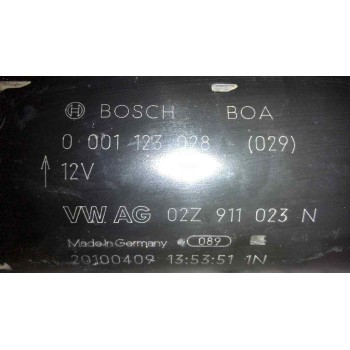 BOSCH BOA
0 001 123 028 (029)
↑ 12V
VW AG 02Z 911 023 N
Made in Germany 089
20100409 13:53:51 1N